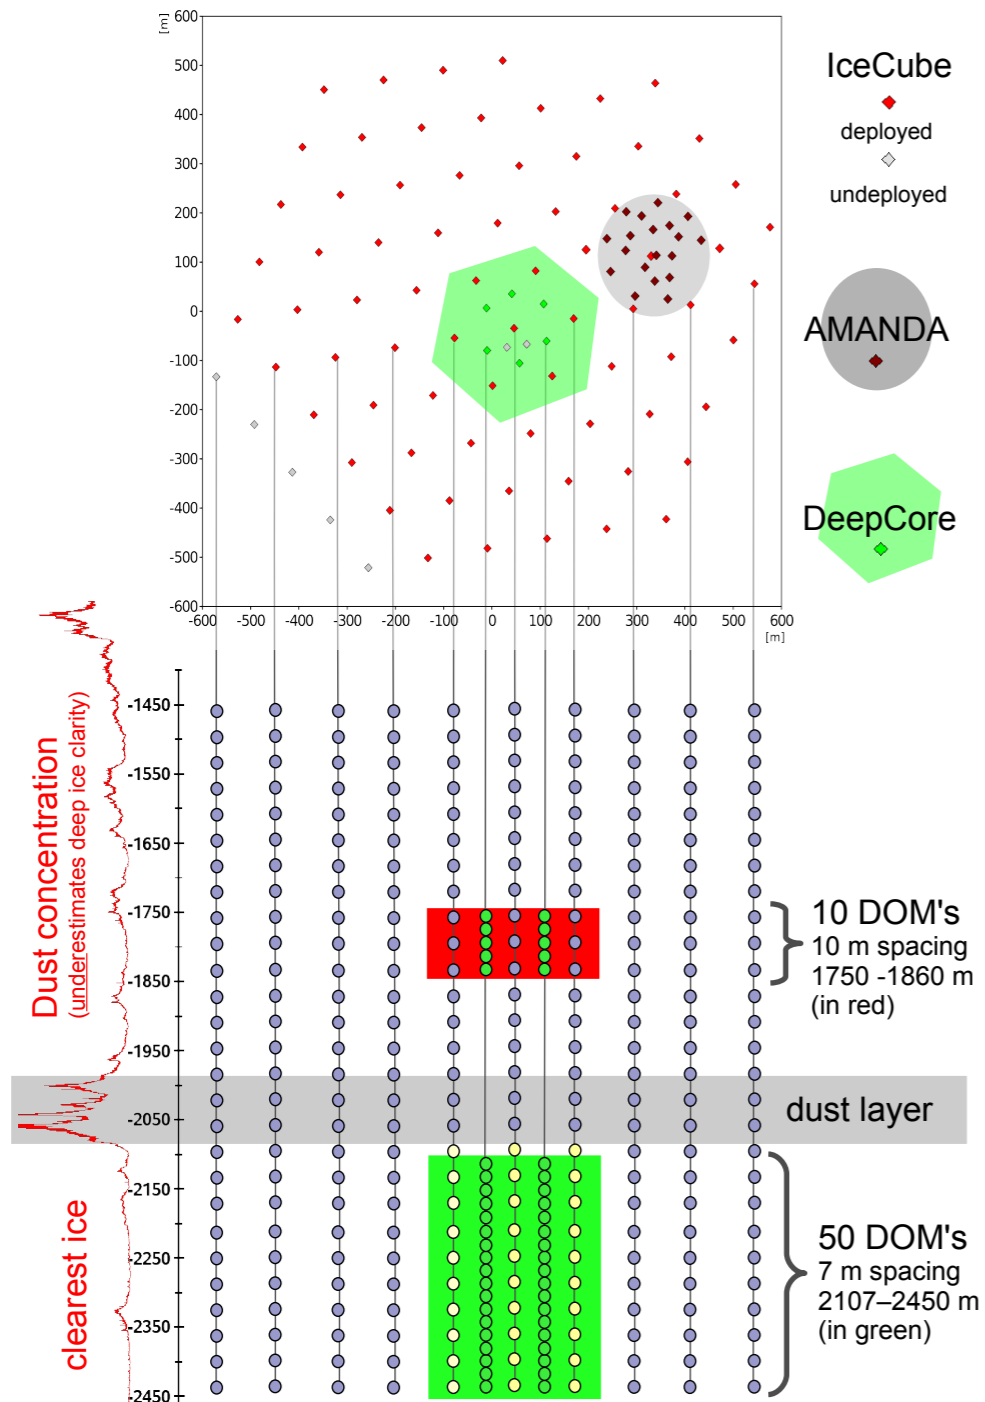 [m]
600
500
400
300
200
100
0
-100
-200
-300
-400
-500
-600
-600
-500
-400
-300
-200
-100
0
100
200
300
400
500
600
[m]
IceCube
deployed
undeployed
AMANDA
DeepCore
Dust concentration
(underestimates deep ice clarity)
clearest ice
-1450
-1550
-1650
-1750
-1850
-1950
-2050
-2150
-2250
-2350
-2450
10 DOM's
10 m spacing
1750 -1860 m
(in red)
dust layer
50 DOM's
7 m spacing
2107–2450 m
(in green)